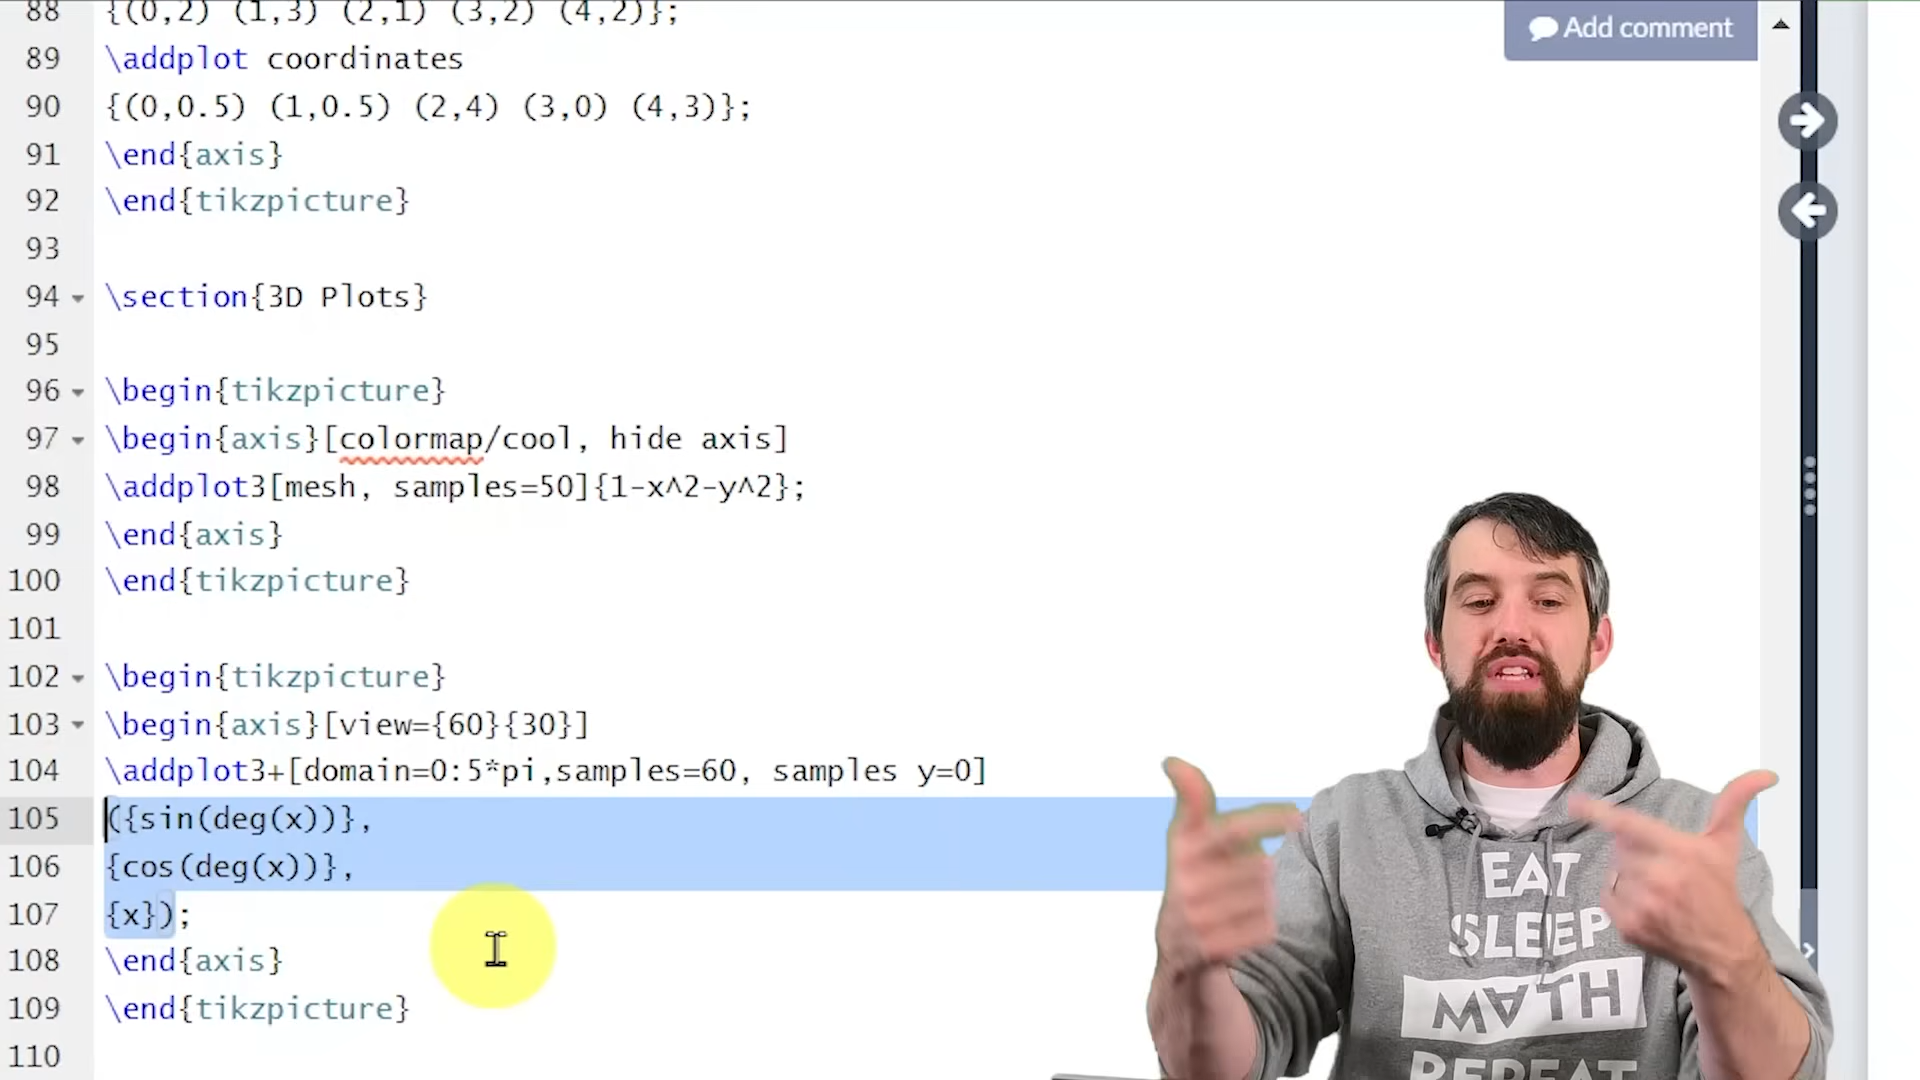 88 {(0,2) (1,3) (2,1) (3,2) (4,2)};
Add comment
89 \addplot coordinates
90 {(0,0.5) (1,0.5) (2,4) (3,0) (4,3)};
91 \end{axis}
92 \end{tikzpicture}
93
94 \section{3D Plots}
95
96 \begin{tikzpicture}
97 \begin{axis}[colormap/cool, hide axis]
98 \addplot3[mesh, samples=50]{1-x^2-y^2};
99 \end{axis}
100 \end{tikzpicture}
101
102 \begin{tikzpicture}
103 \begin{axis}[view={60}{30}]
104 \addplot3+[domain=0:5*pi,samples=60, samples y=0]
105 ({sin(deg(x))},
106 {cos(deg(x))},
107 {x});
108 \end{axis}
109 \end{tikzpicture}
110
EAT
SLEEP
MATH
REPEAT